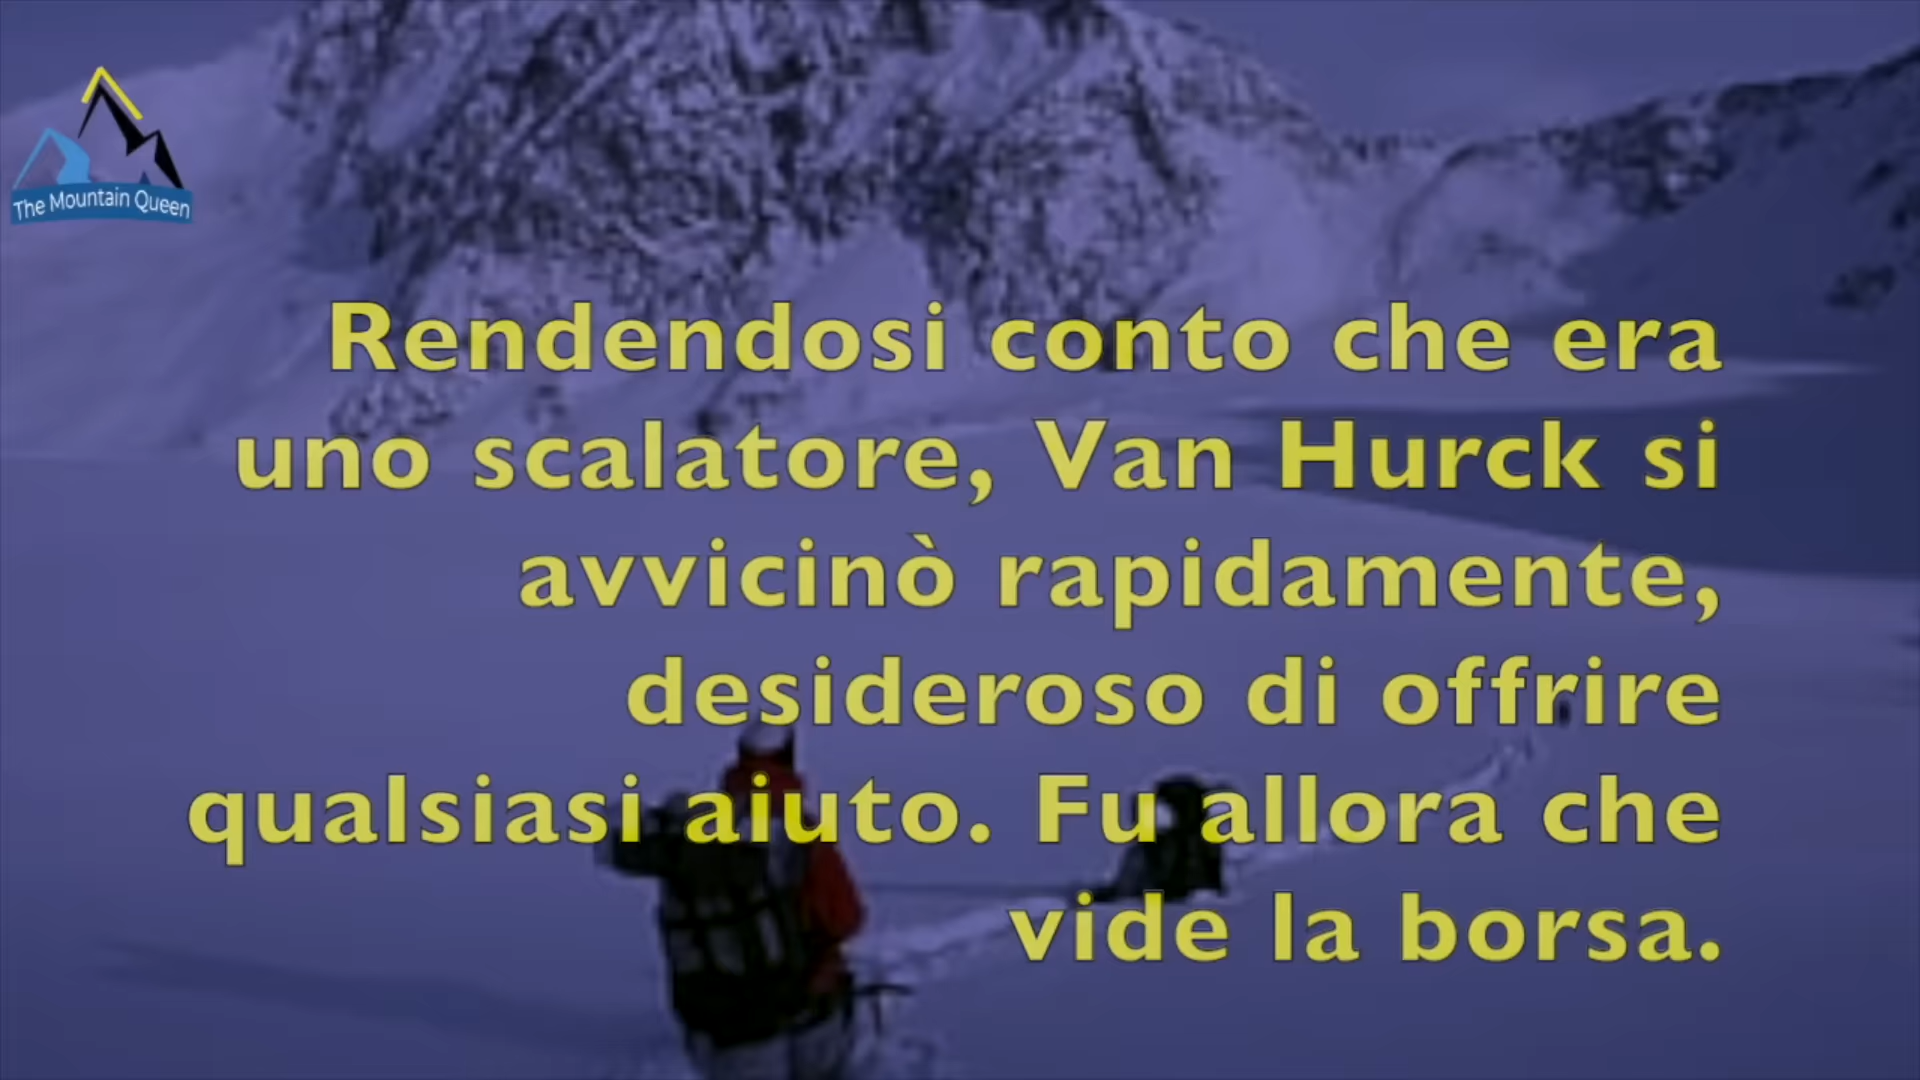 The Mountain Queen
Rendendosi conto che era
uno scalatore, Van Hurck si
avvicinò rapidamente,
desideroso di offrire
qualsiasi aiuto. Fu allora che
vide la borsa.